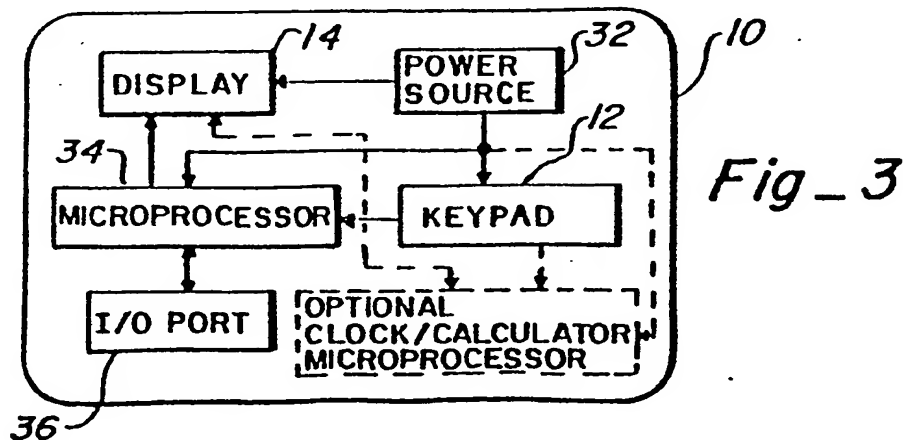 14
32
10
DISPLAY
POWER
SOURCE
34
12
Fig_3
MICROPROCESSOR
KEYPAD
I/O PORT
OPTIONAL
CLOCK/CALCULATOR
MICROPROCESSOR
36